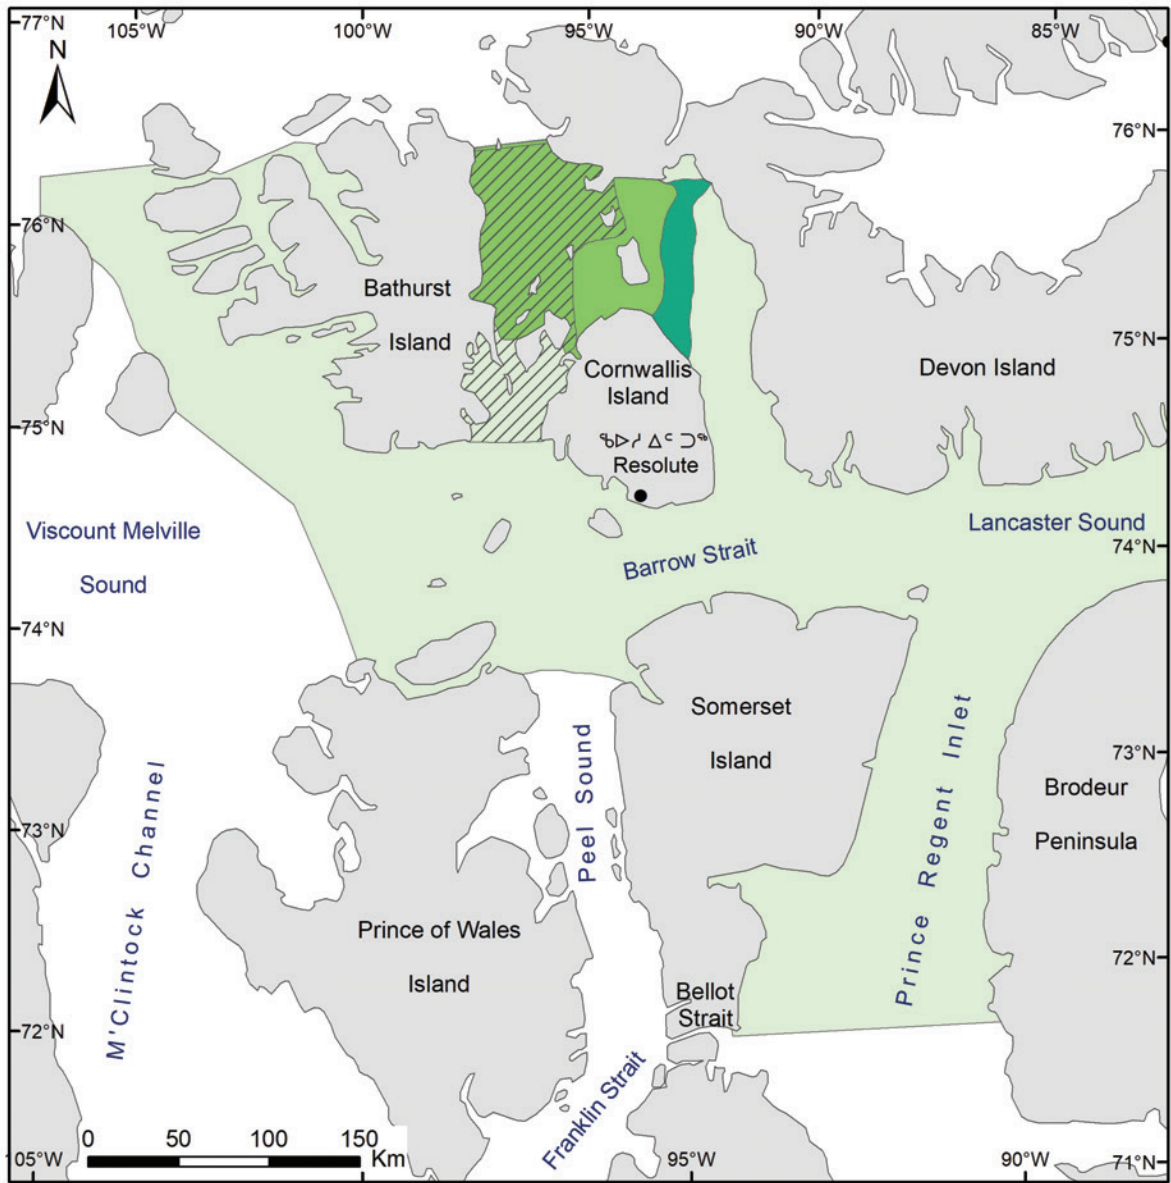 77°N
105°W
100°W
95°W
90°W
85°W
N
76°N
76°N
Bathurst
Island
75°N
Cornwallis
Island
Devon Island
75°N
ᖃᐅᓱᐃᑦᑐᖅ
Resolute
Viscount Melville
Sound
Lancaster Sound
Barrow Strait
74°N
74°N
Somerset
Island
Peel Sound
Prince Regent Inlet
73°N
M'Clintock Channel
Brodeur
Peninsula
73°N
Prince of Wales
Island
72°N
Bellot
Strait
72°N
Franklin Strait
0 50 100 150
Km
105°W
95°W
90°W
71°N